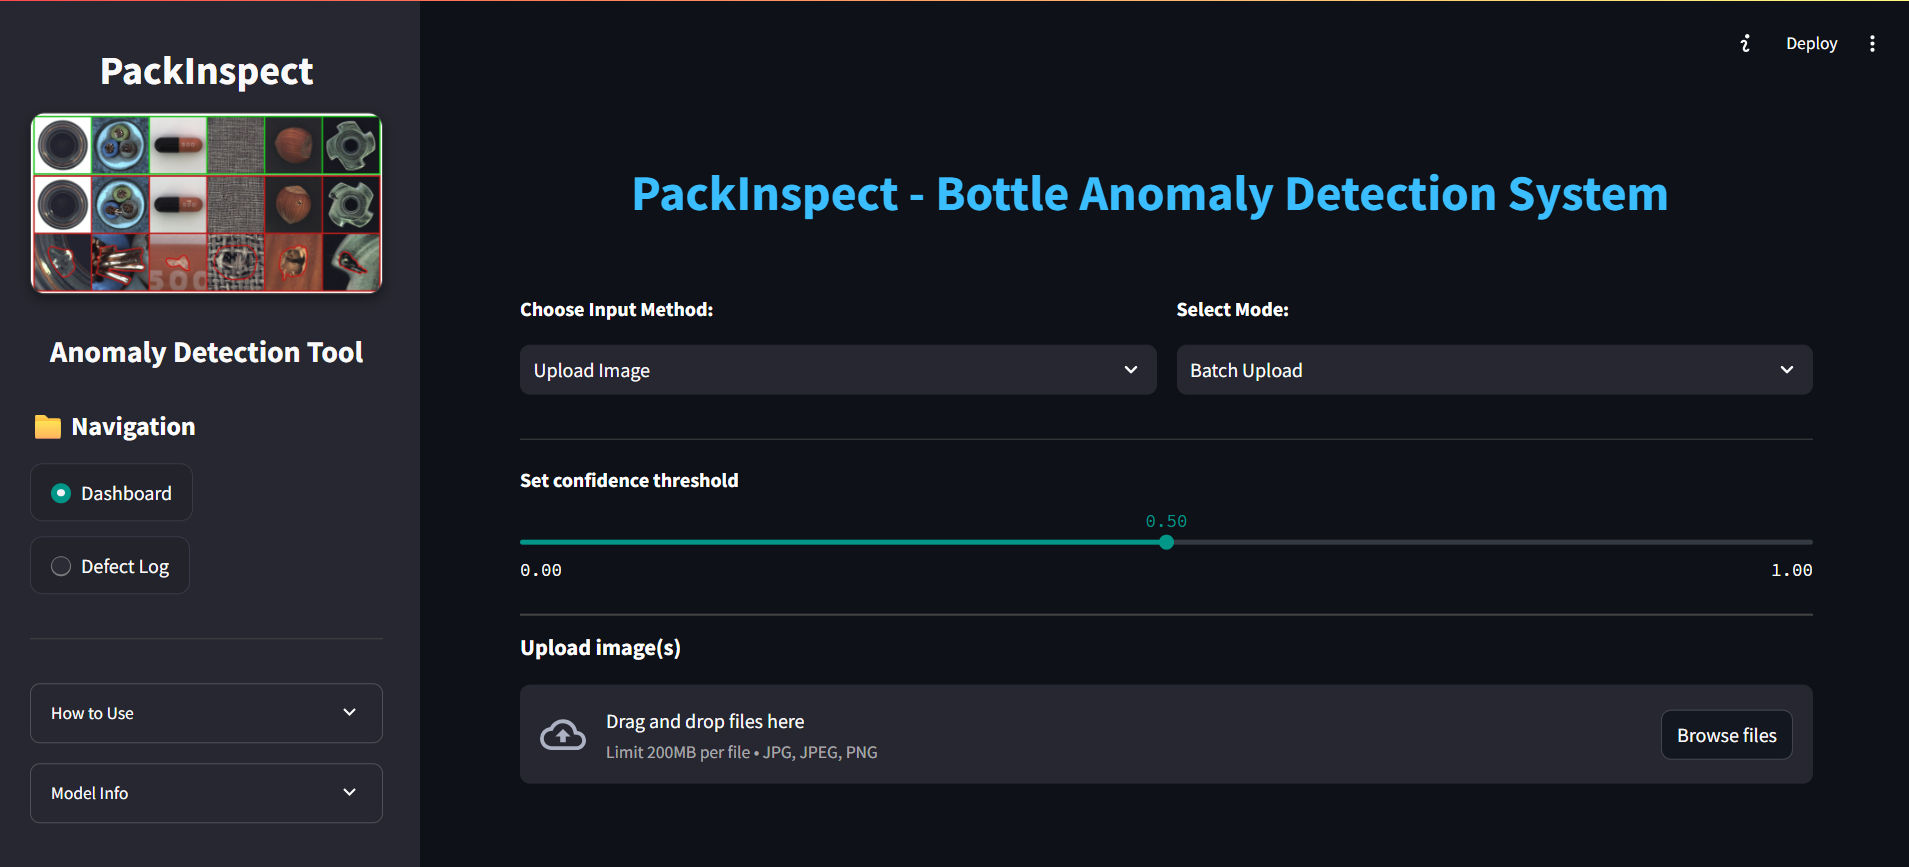 PackInspect
500
Anomaly Detection Tool
Navigation
Dashboard
Defect Log
How to Use
Model Info
Deploy
PackInspect - Bottle Anomaly Detection System
Choose Input Method:
Select Mode:
Upload Image
Batch Upload
Set confidence threshold
0.50
0.00
1.00
Upload image(s)
Drag and drop files here
Limit 200MB per file • JPG, JPEG, PNG
Browse files